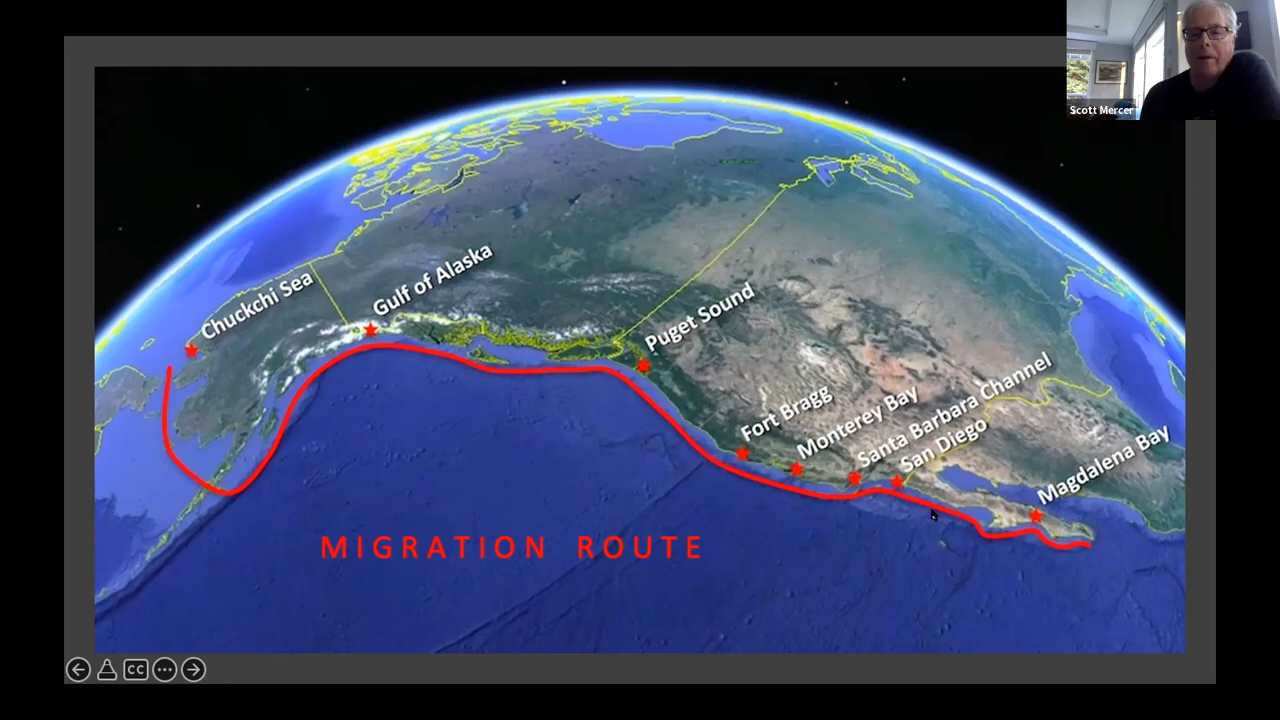 Scott Mercer
Chuckchi Sea
Gulf of Alaska
Puget Sound
Fort Bragg
Monterey Bay
Santa Barbara Channel
San Diego
Magdalena Bay
MIGRATION ROUTE
CC